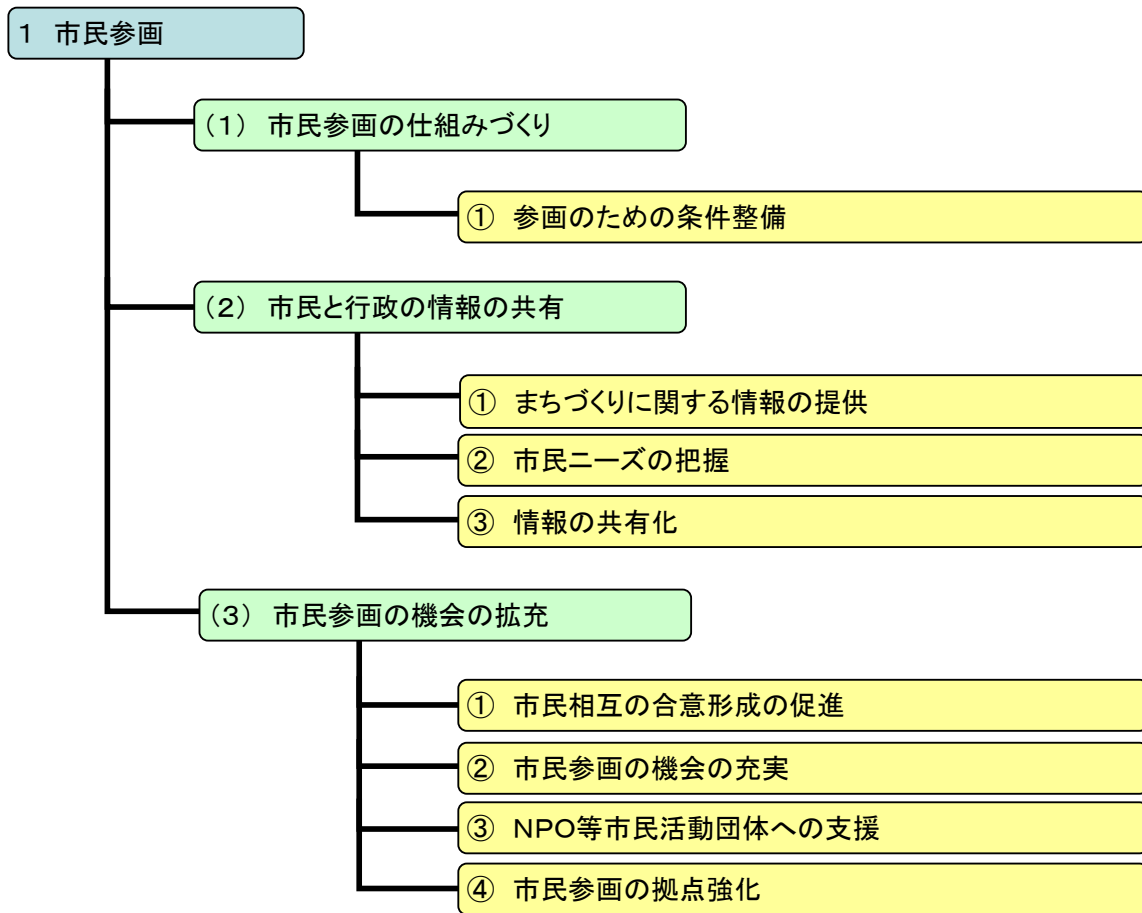 1 市民参画
(1) 市民参画の仕組みづくり
① 参画のための条件整備
(2) 市民と行政の情報の共有
① まちづくりに関する情報の提供
② 市民ニーズの把握
③ 情報の共有化
(3) 市民参画の機会の拡充
① 市民相互の合意形成の促進
② 市民参画の機会の充実
③ NPO等市民活動団体への支援
④ 市民参画の拠点強化